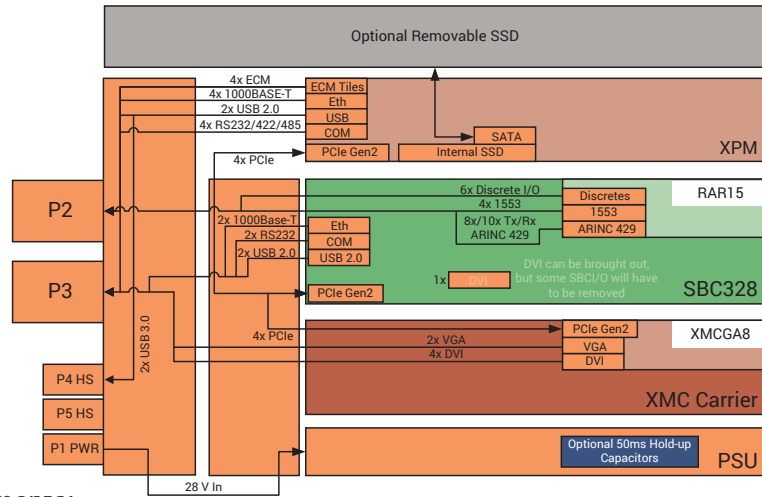 Optional Removable SSD
4x ECM
ECM Tiles
4x 1000BASE-T
Eth
2x USB 2.0
USB
4x RS232/422/485
COM
SATA
XPM
4x PCIe
PCIe Gen2
Internal SSD
P2
6x Discrete I/O
Discretes
RAR15
4x 1553
1553
8x/10x Tx/Rx
ARINC 429
ARINC 429
2x 1000Base-T
Eth
2x RS232
COM
2x USB 2.0
USB 2.0
P3
1x
DVI
DVI can be brought out,
but some SBCI/O will have
to be removed
PCIe Gen2
SBC328
2x USB 3.0
4x PCIe
PCIe Gen2
XMCGA8
2x VGA
VGA
4x DVI
DVI
P4 HS
XMC Carrier
P5 HS
P1 PWR
Optional 50ms Hold-up
Capacitors
PSU
28 V In